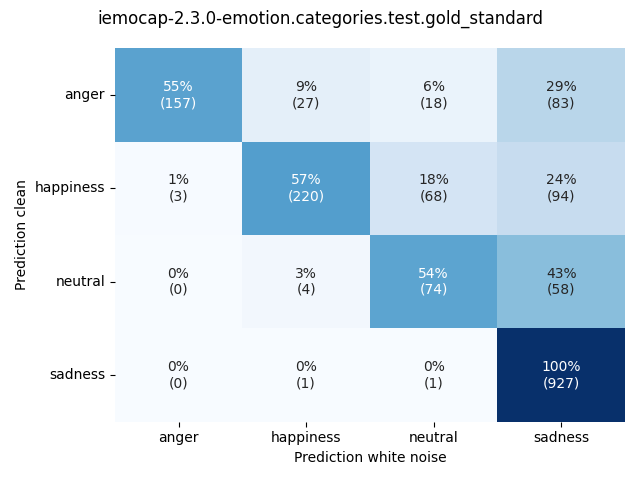 iemocap-2.3.0-emotion.categories.test.gold_standard
Prediction clean
anger
55%
(157)
9%
(27)
6%
(18)
29%
(83)
happiness
1%
(3)
57%
(220)
18%
(68)
24%
(94)
neutral
0%
(0)
3%
(4)
54%
(74)
43%
(58)
sadness
0%
(0)
0%
(1)
0%
(1)
100%
(927)
anger
happiness
neutral
sadness
Prediction white noise